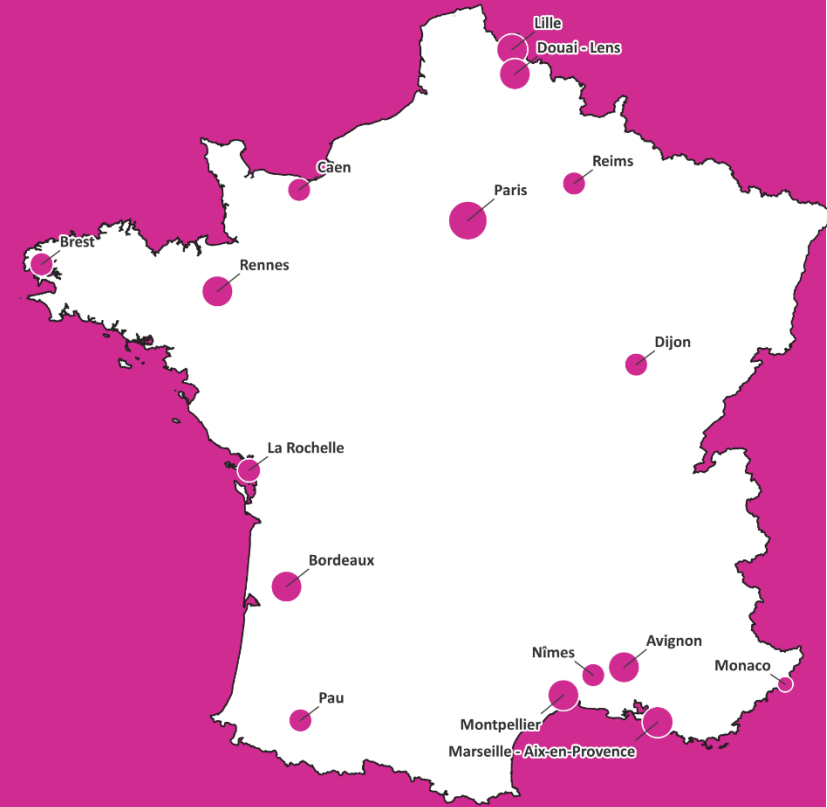 Lille
Douai - Lens
Reims
Caen
Paris
Brest
Rennes
Dijon
La Rochelle
Bordeaux
Avignon
Nîmes
Monaco
Pau
Montpellier
Marseille - Aix-en-Provence